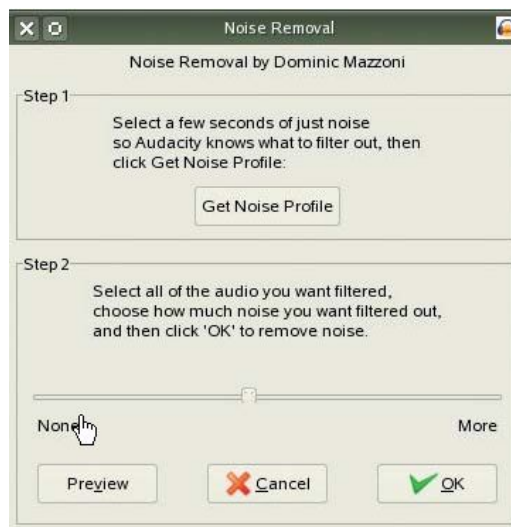 Noise Removal
Noise Removal by Dominic Mazzoni
Step 1
Select a few seconds of just noise
so Audacity knows what to filter out, then
click Get Noise Profile:
Get Noise Profile
Step 2
Select all of the audio you want filtered,
choose how much noise you want filtered out,
and then click 'OK' to remove noise.
None More
Preview Cancel OK